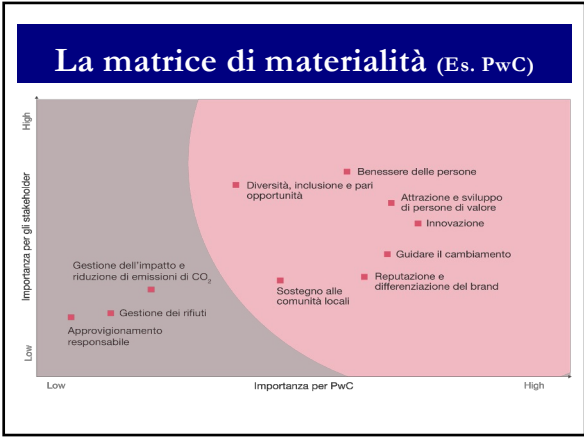 La matrice di materialità (Es. PwC)
High
Importanza per gli stakeholder
Low
Benessere delle persone
Diversità, inclusione e pari
opportunità
Attrazione e sviluppo
di persone di valore
Innovazione
Guidare il cambiamento
Gestione dell'impatto e
riduzione di emissioni di CO₂
Sostegno alle
comunità locali
Reputazione e
differenziazione del brand
Gestione dei rifiuti
Approvigionamento
responsabile
Low
Importanza per PwC
High